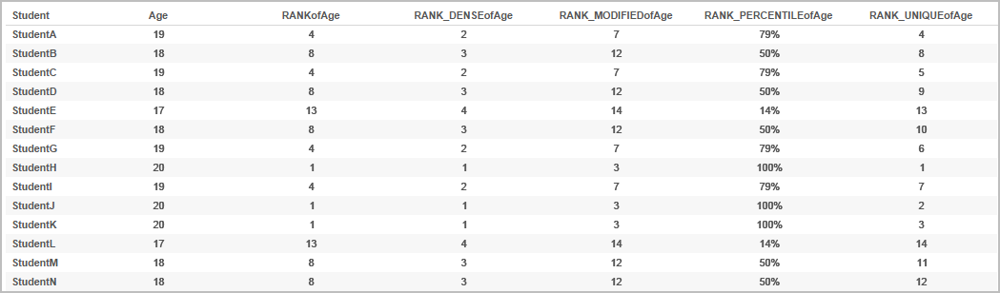 Student Age RANKofAge RANK_DENSEofAge RANK_MODIFIEDofAge RANK_PERCENTILEofAge RANK_UNIQUEofAge
StudentA 19 4 2 7 79% 4
StudentB 18 8 3 12 50% 8
StudentC 19 4 2 7 79% 5
StudentD 18 8 3 12 50% 9
StudentE 17 13 4 14 14% 13
StudentF 18 8 3 12 50% 10
StudentG 19 4 2 7 79% 6
StudentH 20 1 1 3 100% 1
StudentI 19 4 2 7 79% 7
StudentJ 20 1 1 3 100% 2
StudentK 20 1 1 3 100% 3
StudentL 17 13 4 14 14% 14
StudentM 18 8 3 12 50% 11
StudentN 18 8 3 12 50% 12